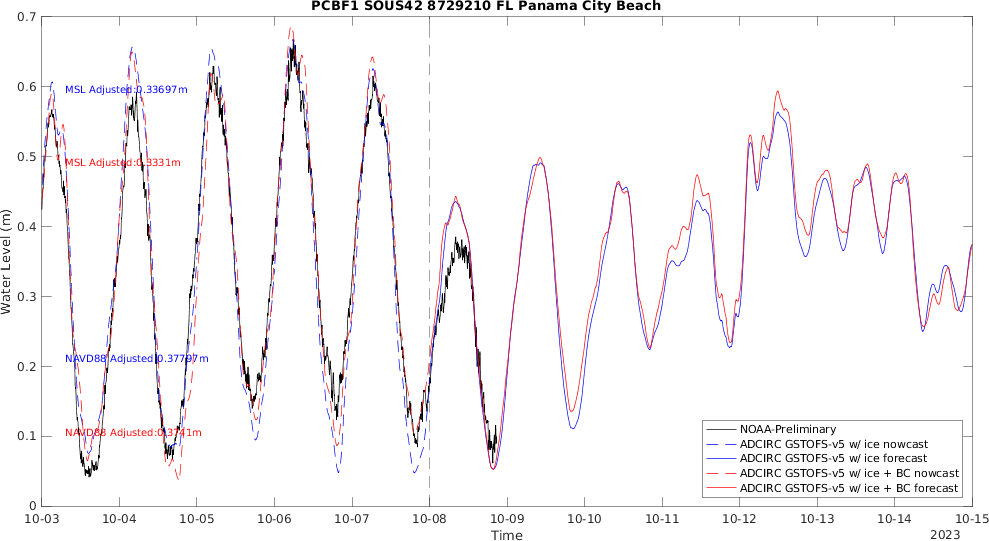 PCBF1 SOUS42 8729210 FL Panama City Beach
0.7
0.6
0.5
0.4
0.3
0.2
0.1
0
Water Level (m)
MSL Adjusted:0.33697m
MSL Adjusted:0.3331m
NAVD88 Adjusted:0.37797m
NAVD88 Adjusted:0.3741m
NOAA-Preliminary
ADCIRC GSTOFS-v5 w/ ice nowcast
ADCIRC GSTOFS-v5 w/ ice forecast
ADCIRC GSTOFS-v5 w/ ice + BC nowcast
ADCIRC GSTOFS-v5 w/ ice + BC forecast
10-03 10-04 10-05 10-06 10-07 10-08 10-09 10-10 10-11 10-12 10-13 10-14 10-15
Time
2023